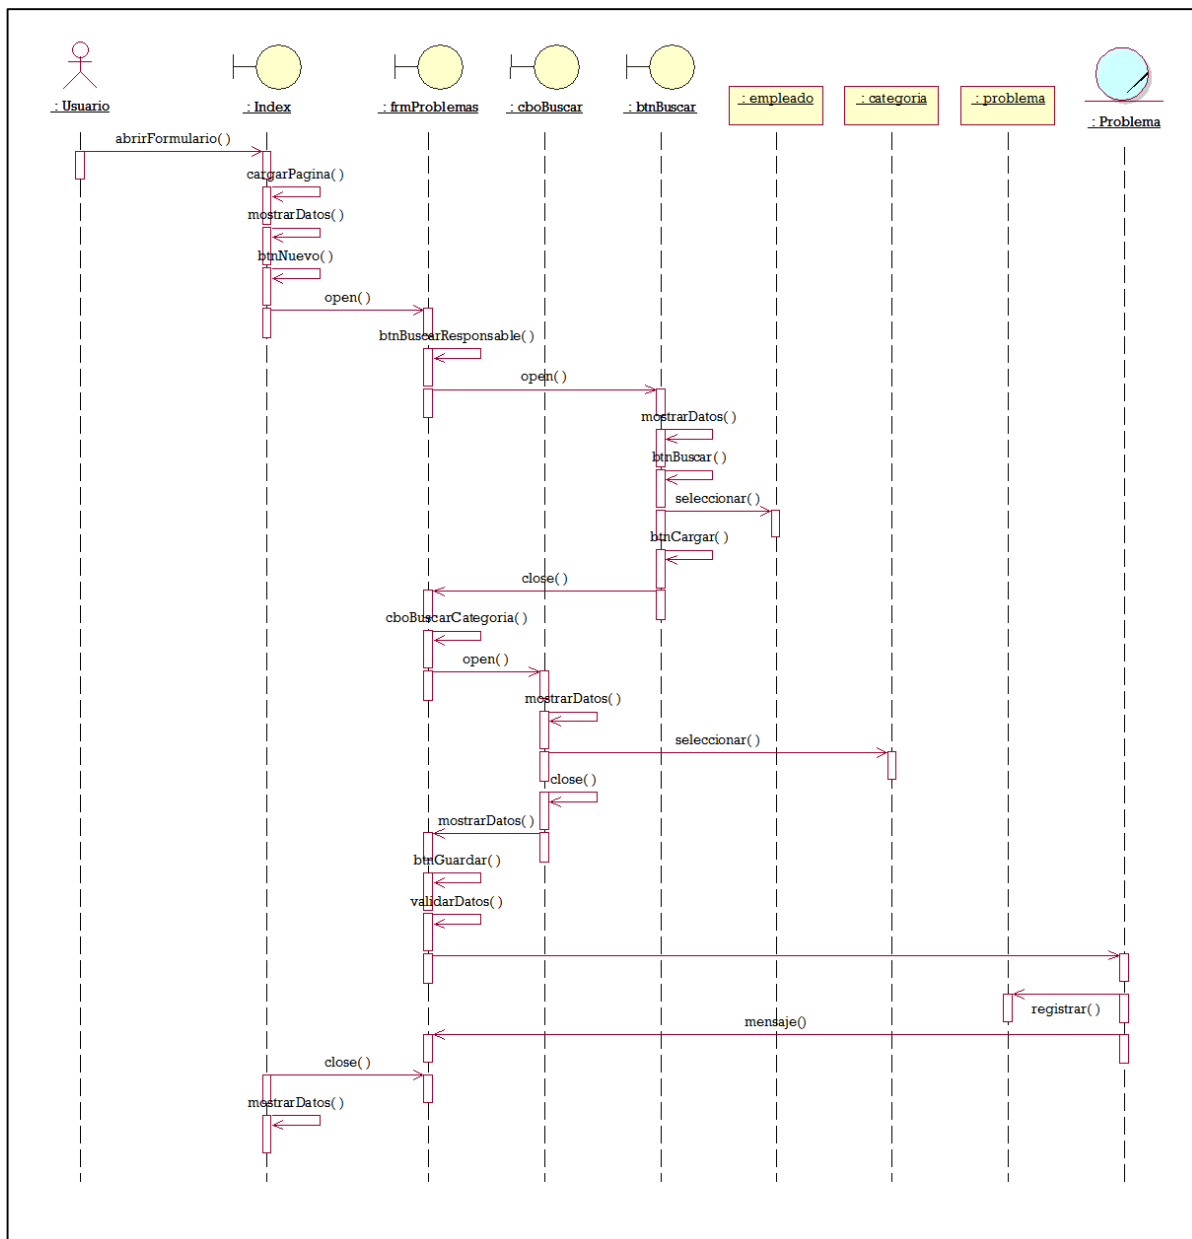 : Usuario
: Index
: frmProblemas
: cboBuscar
: btnBuscar
: empleado
: categoria
: problema
: Problema
abrirFormulario( )
cargarPagina( )
mostrarDatos( )
btnNuevo( )
open( )
btnBuscarResponsable( )
open( )
mostrarDatos( )
btnBuscar( )
seleccionar( )
btnCargar( )
close( )
cboBuscarCategoria( )
open( )
mostrarDatos( )
seleccionar( )
close( )
mostrarDatos( )
btnGuardar( )
validarDatos( )
registrar( )
mensaje()
close( )
mostrarDatos( )